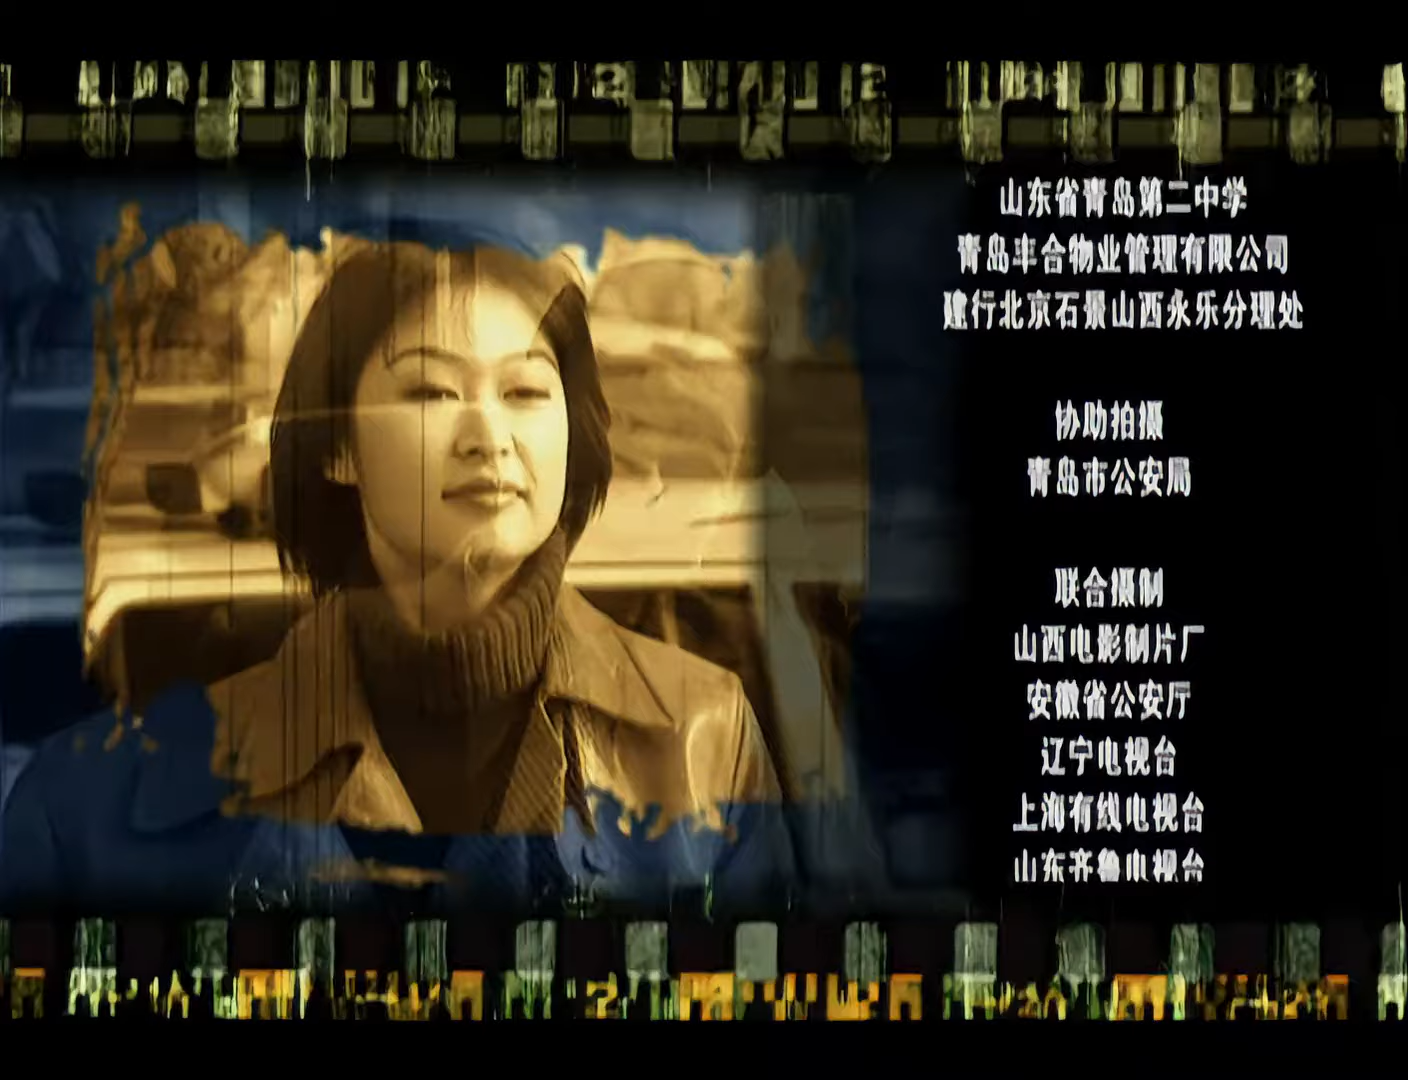 山东省青岛第二中学
青岛丰合物业管理有限公司
建行北京石景山西永乐分理处
协助拍摄
青岛市公安局
联合摄制
山西电影制片厂
安徽省公安厅
辽宁电视台
上海有线电视台
山东齐鲁电视台